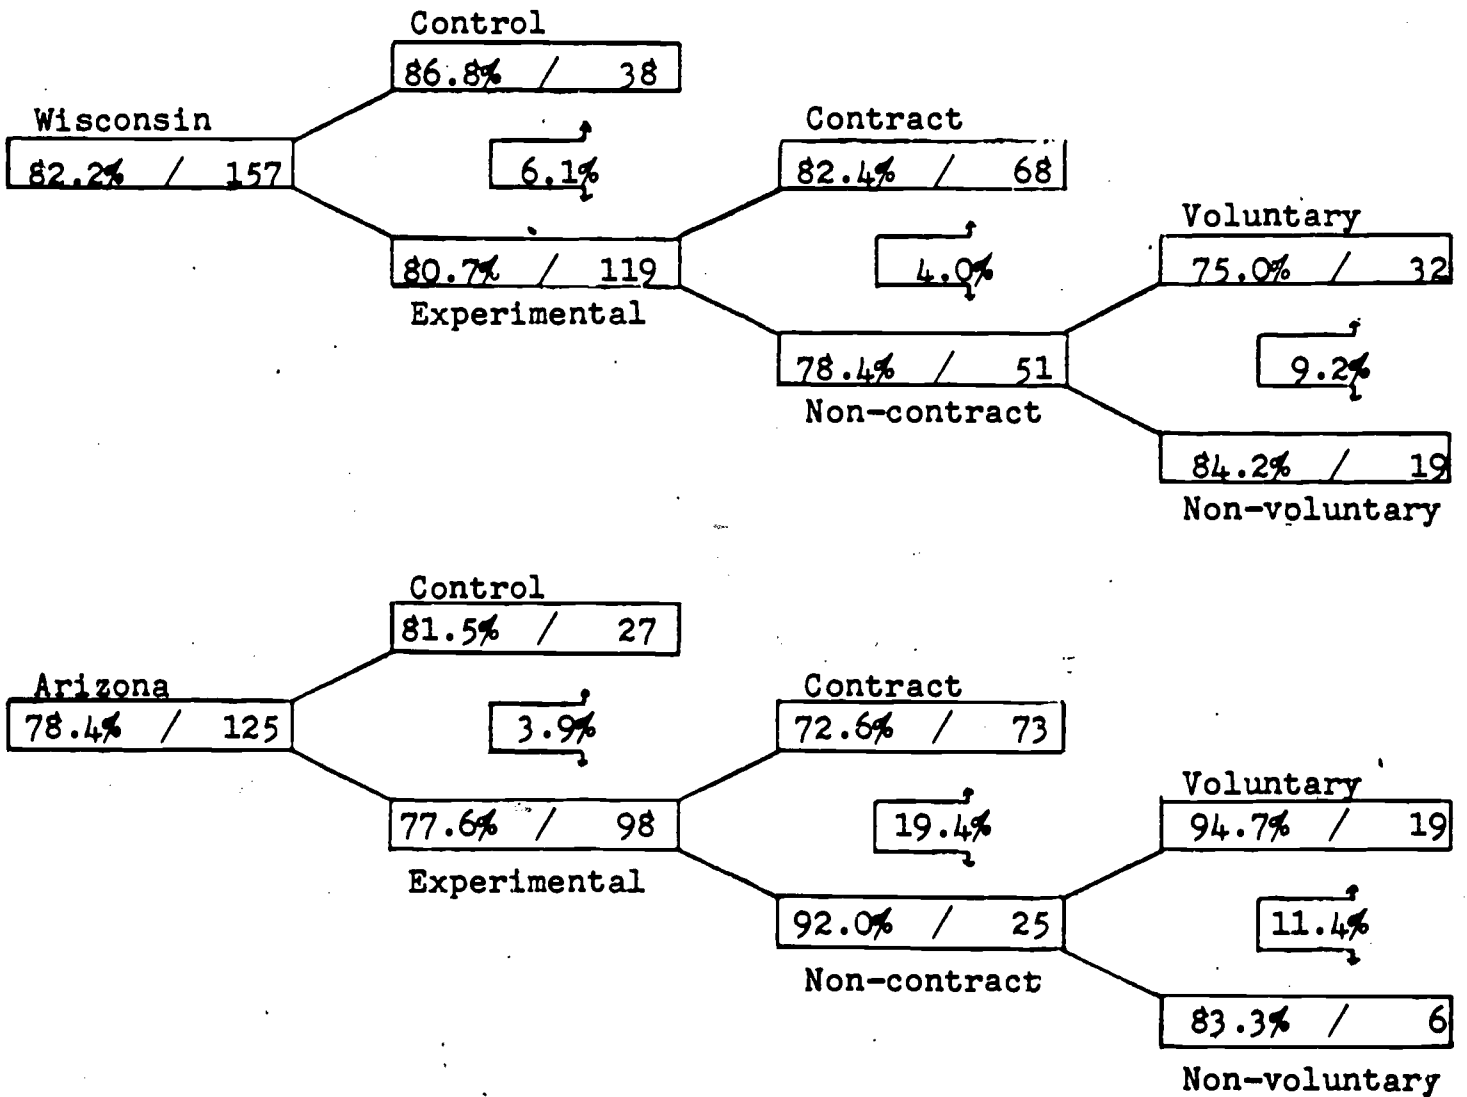 Control
86.8% / 38
Wisconsin
82.2% / 157
6.1%
Contract
82.4% / 68
80.7% / 119
Experimental
4.0%
Voluntary
75.0% / 32
78.4% / 51
Non-contract
9.2%
84.2% / 19
Non-voluntary
Control
81.5% / 27
Arizona
78.4% / 125
3.9%
Contract
72.6% / 73
77.6% / 98
Experimental
19.4%
Voluntary
94.7% / 19
92.0% / 25
Non-contract
11.4%
83.3% / 6
Non-voluntary